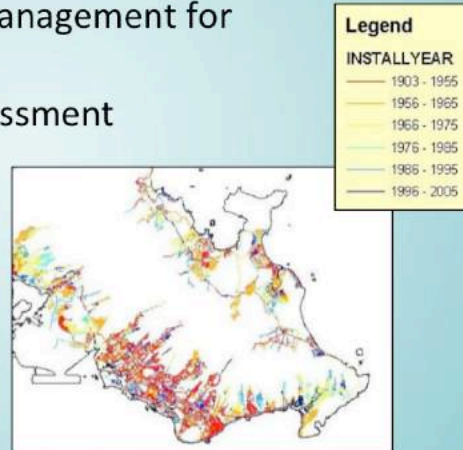 anagement for
ssment
Legend
INSTALLYEAR
1903 - 1955
1956 - 1965
1966 - 1975
1976 - 1985
1986 - 1995
1996 - 2005